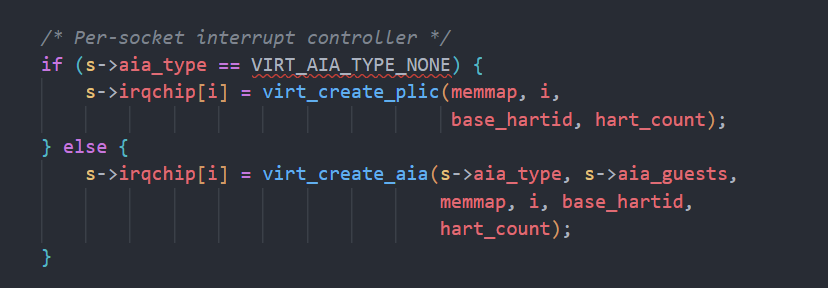 /* Per-socket interrupt controller */
if (s->aia_type == VIRT_AIA_TYPE_NONE) {
    s->irqchip[i] = virt_create_plic(memmap, i,
                                     base_hartid, hart_count);
} else {
    s->irqchip[i] = virt_create_aia(s->aia_type, s->aia_guests,
                                    memmap, i, base_hartid,
                                    hart_count);
}